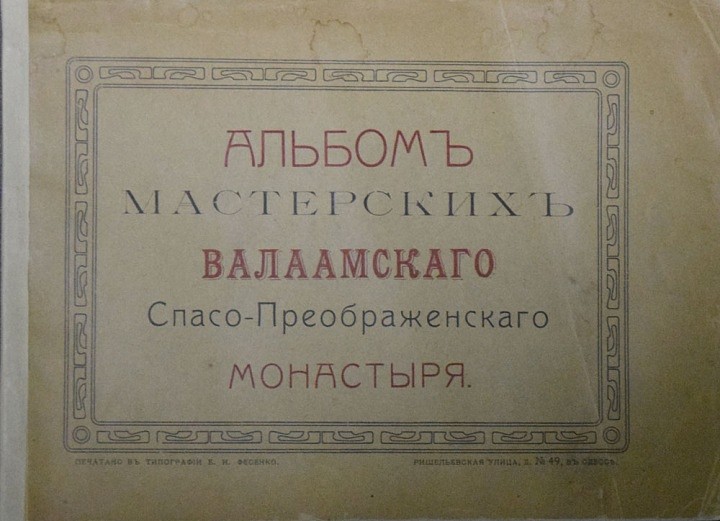 АЛЬБОМЪ
МАСТЕРСКИХЪ
ВАЛААМСКАГО
Спасо-Преображенскаго
МОНАСТЫРЯ.
ПЕЧАТАНО ВЪ ТИПОГРАФІИ Е. И. ФЕСЕНКО. РИШЕЛЬЕВСКАЯ УЛИЦА, Д. № 49, ВЪ ОДЕССѢ.